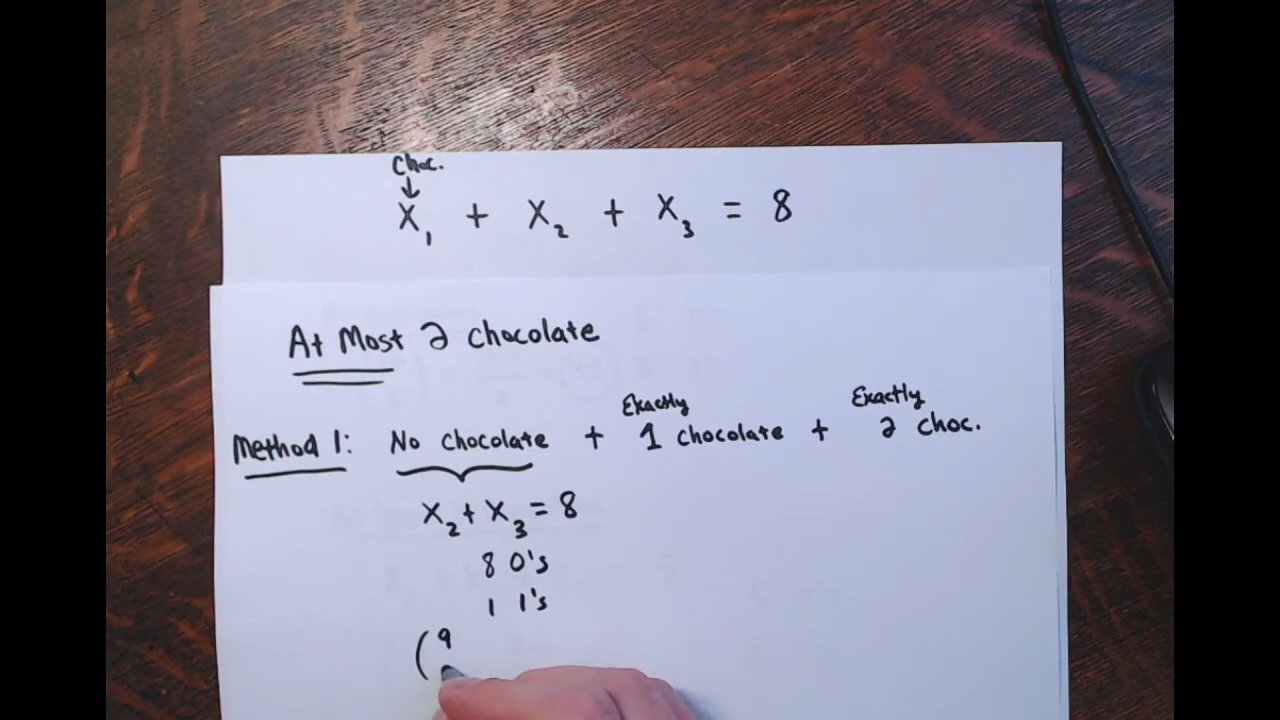 Choc.
↓
X₁ + X₂ + X₃ = 8
At Most 2 chocolate
Method 1: No chocolate + Exactly 1 chocolate + Exactly 2 choc.
X₂ + X₃ = 8
8 0's
1 1's
(9